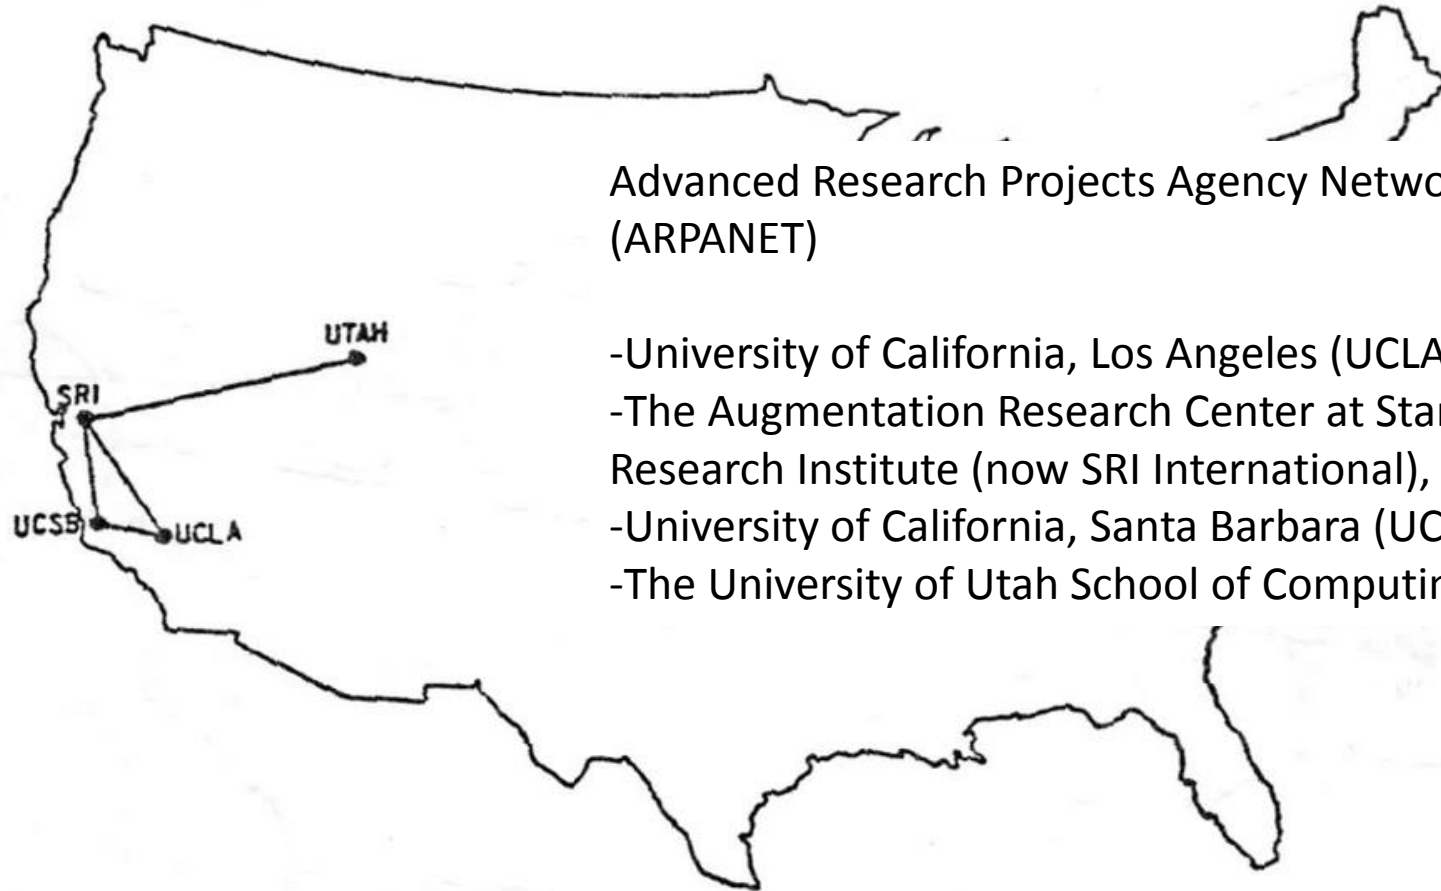 Advanced Research Projects Agency Netwo
(ARPANET)
-University of California, Los Angeles (UCLA
-The Augmentation Research Center at Star
Research Institute (now SRI International),
-University of California, Santa Barbara (UC
-The University of Utah School of Computin
UTAH
SRI
UCSB
UCLA